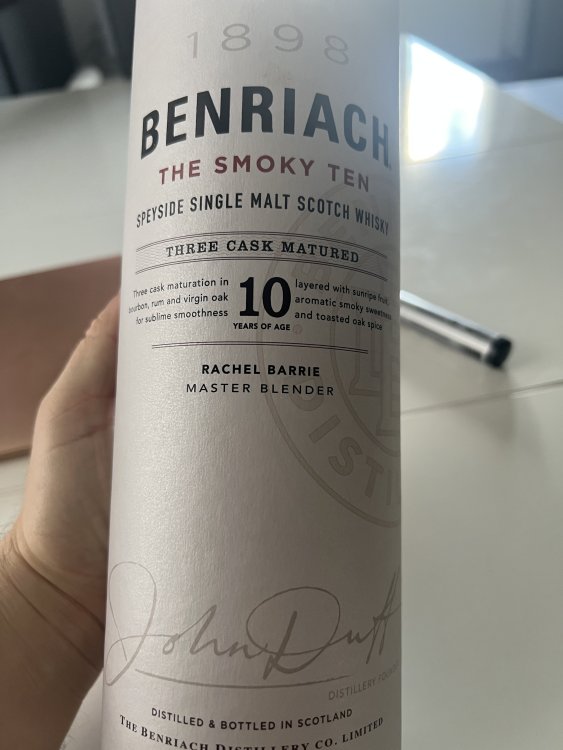 1898
BENRIACH
THE SMOKY TEN
SPEYSIDE SINGLE MALT SCOTCH WHISKY
THREE CASK MATURED
Three cask maturation in
bourbon, rum and virgin oak
for sublime smoothness
10
YEARS OF AGE
layered with sunripe fruit,
aromatic smoky sweetness
and toasted oak spice
RACHEL BARRIE
MASTER BLENDER
DISTI
John Duff
DISTILLERY FOUN
DISTILLED & BOTTLED IN SCOTLAND
THE BENRIACH DISTILLERY CO. LIMITED